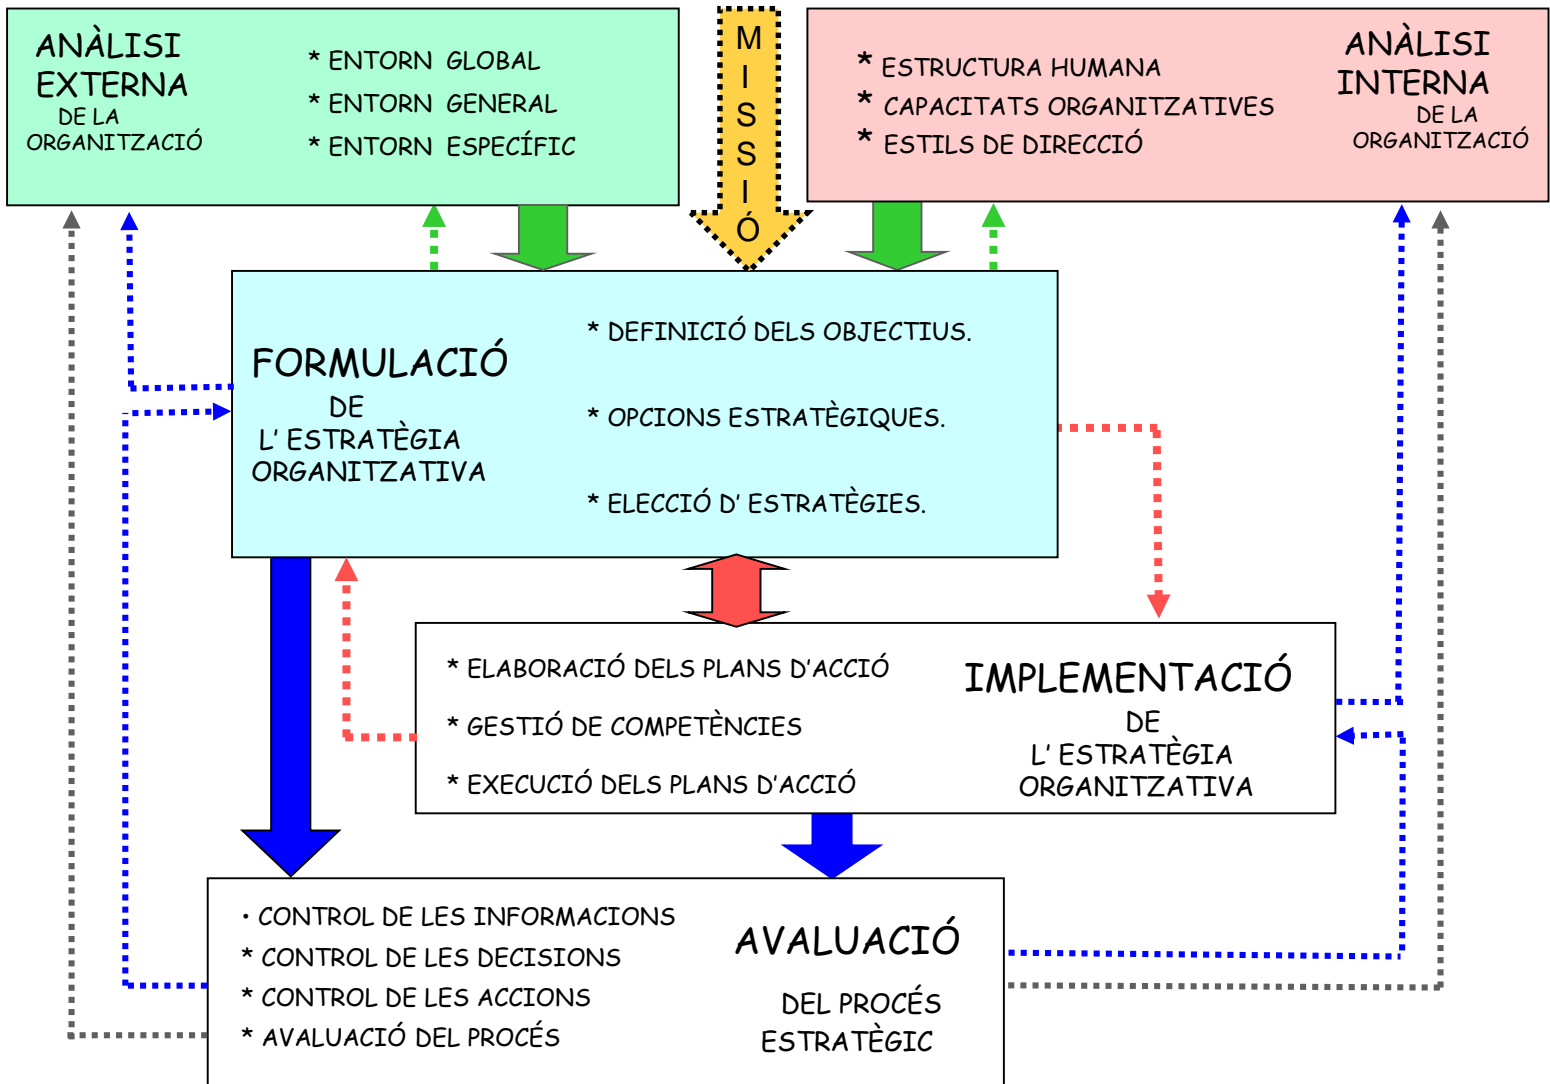 ANÀLISI
EXTERNA
DE LA
ORGANITZACIÓ
* ENTORN GLOBAL
* ENTORN GENERAL
* ENTORN ESPECÍFIC
M
I
S
S
I
Ó
* ESTRUCTURA HUMANA
* CAPACITATS ORGANITZATIVES
* ESTILS DE DIRECCIÓ
ANÀLISI
INTERNA
DE LA
ORGANITZACIÓ
FORMULACIÓ
DE
L' ESTRATÈGIA
ORGANITZATIVA
* DEFINICIÓ DELS OBJECTIUS.
* OPCIONS ESTRATÈGIQUES.
* ELECCIÓ D' ESTRATÈGIES.
* ELABORACIÓ DELS PLANS D'ACCIÓ
* GESTIÓ DE COMPETÈNCIES
* EXECUCIÓ DELS PLANS D'ACCIÓ
IMPLEMENTACIÓ
DE
L' ESTRATÈGIA
ORGANITZATIVA
• CONTROL DE LES INFORMACIONS
* CONTROL DE LES DECISIONS
* CONTROL DE LES ACCIONS
* AVALUACIÓ DEL PROCÉS
AVALUACIÓ
DEL PROCÉS
ESTRATÈGIC